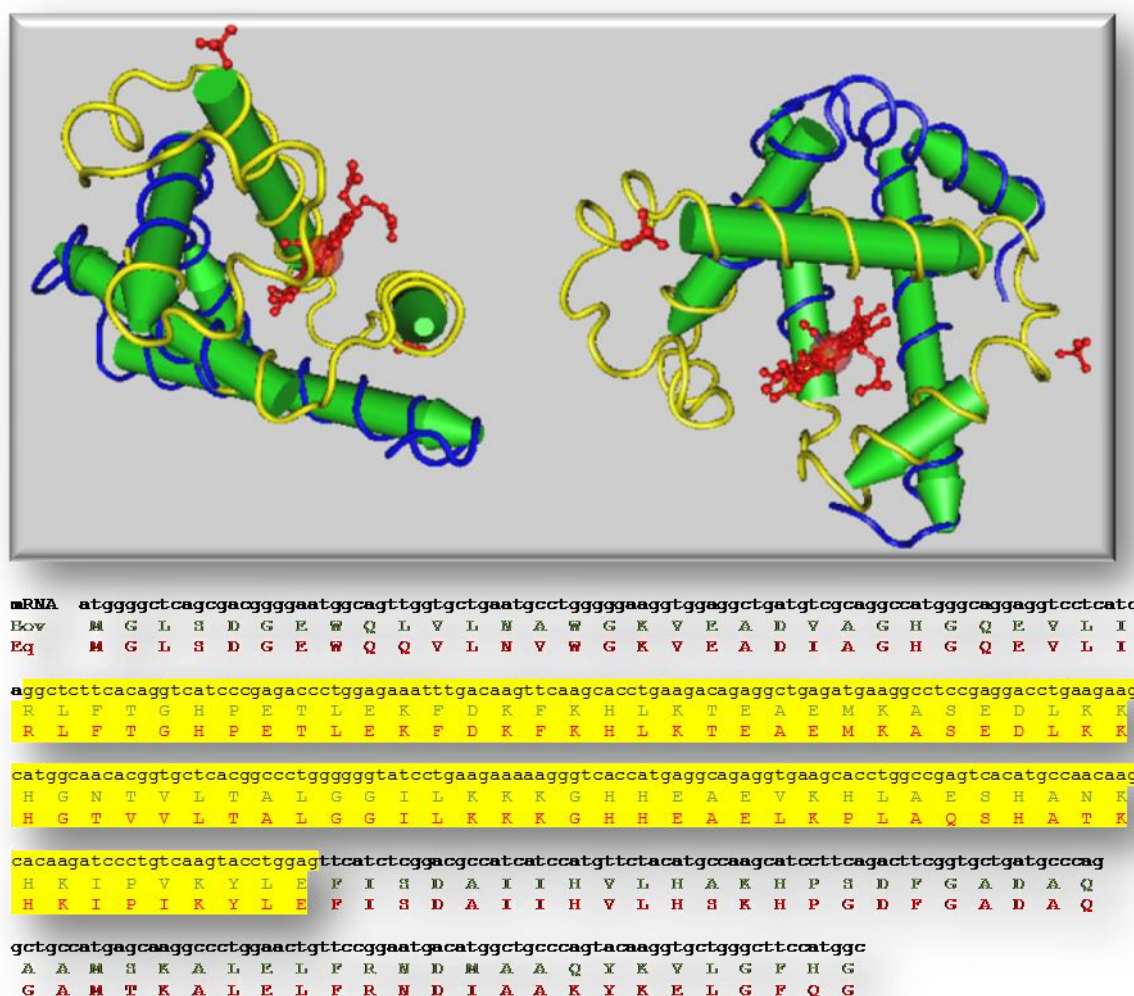 mRNA atggggctcagcgacggggaatggcagttggtgctgaatgcctgggggaaggtggaggctgatgtcgcaggccatgggcaggaggtcctcatc
Bov M G L S D G E W Q L V L N A W G K V E A D V A G H G Q E V L I
Eq M G L S D G E W Q Q V L N V W G K V E A D I A G H G Q E V L I
aggctcttcacaggtcatcccgagaccctggagaaatttgacaagttcaagcacctgaagacagaggctgagatgaaggcctccgaggacctgaagaag
R L F T G H P E T L E K F D K F K H L K T E A E M K A S E D L K K
R L F T G H P E T L E K F D K F K H L K T E A E M K A S E D L K K
catggcaacacggtgctcacggccctggggggtatcctgaagaaaaagggtcaccatgaggcagaggtgaagcacctggccgagtcacatgccaacaag
H G N T V L T A L G G I L K K K G H H E A E V K H L A E S H A N K
H G T V V L T A L G G I L K K K G H H E A E L K P L A Q S H A T K
cacaagatccctgtcaagtacctggagttcatctcggacgccatcatccatgttctacatgccaagcatccttcagacttcggtgctgatgcccag
H K I P V K Y L E F I S D A I I H V L H A K H P S D F G A D A Q
H K I P I K Y L E F I S D A I I H V L H S K H P G D F G A D A Q
gctgccatgagcaaggccctggaactgttccggaatgacatggctgcccagtacaaggtgctgggcttccatggc
A A M S K A L E L F R N D M A A Q Y K V L G F H G
G A M T K A L E L F R N D I A A K Y K E L G F Q G